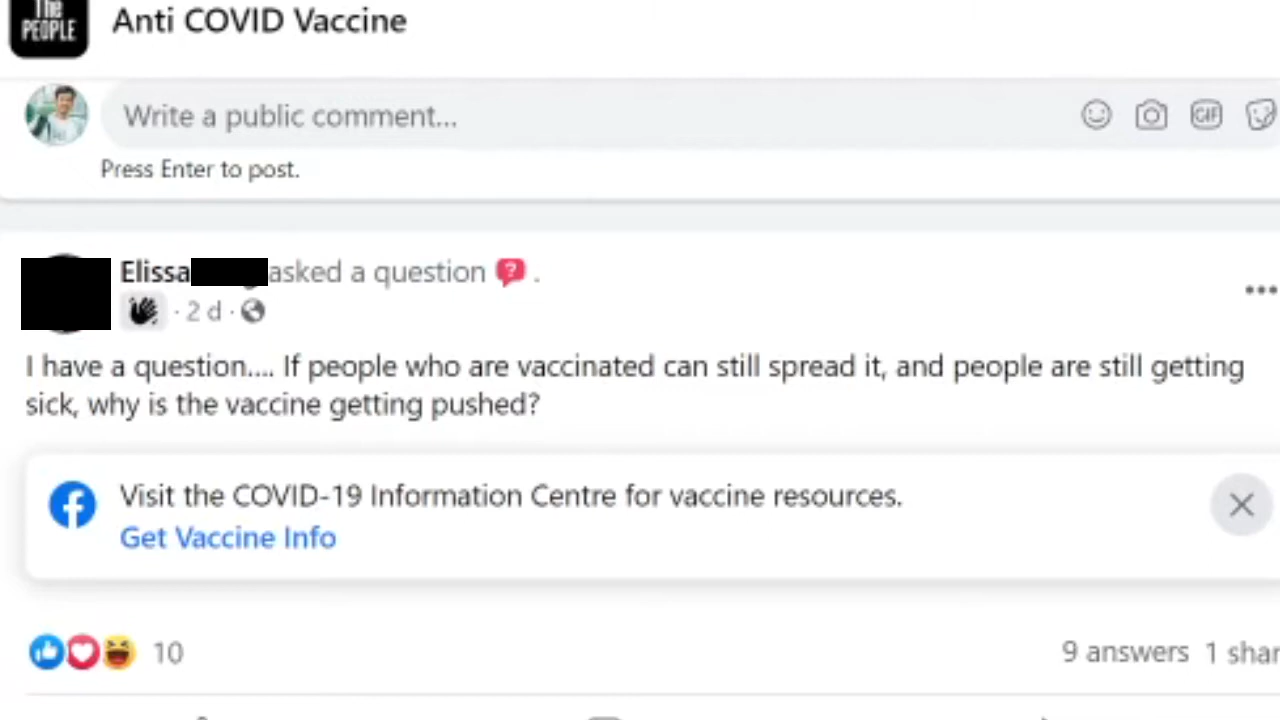 The
PEOPLE
Anti COVID Vaccine
Write a public comment...
GIF
Press Enter to post.
Elissa asked a question ? .
· 2 d ·
I have a question.... If people who are vaccinated can still spread it, and people are still getting
sick, why is the vaccine getting pushed?
Visit the COVID-19 Information Centre for vaccine resources.
Get Vaccine Info
10
9 answers 1 shar